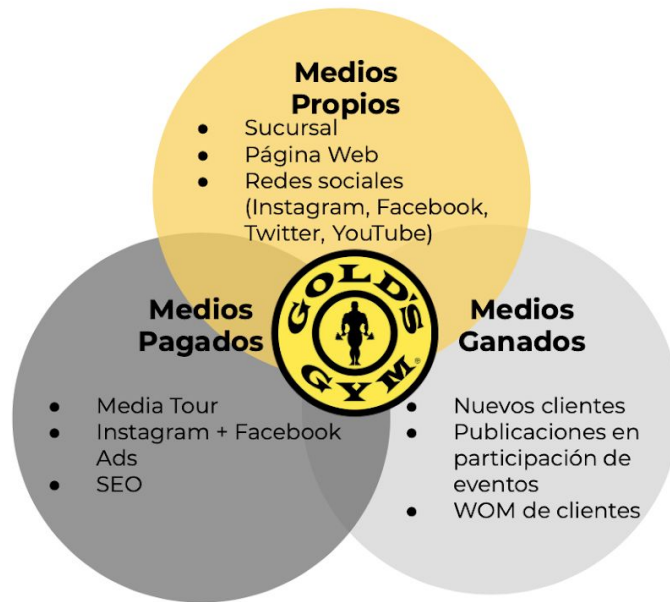 Medios
Propios
● Sucursal
● Página Web
● Redes sociales
(Instagram, Facebook,
Twitter, YouTube)
GOLD'S
GYM®
Medios
Pagados
● Media Tour
● Instagram + Facebook
Ads
● SEO
Medios
Ganados
● Nuevos clientes
● Publicaciones en
participación de
eventos
● WOM de clientes